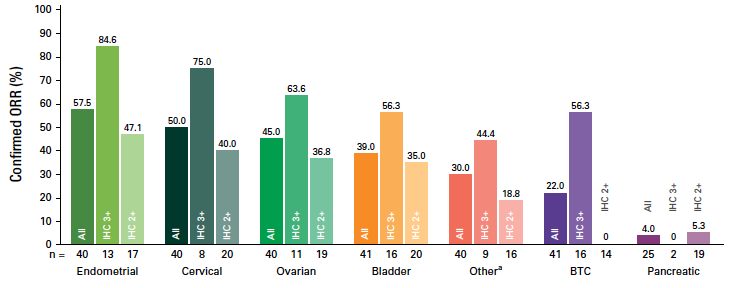 Confirmed ORR (%)
100
90
80
70
60
50
40
30
20
10
0
57.5 84.6 47.1
50.0 75.0 40.0
45.0 63.6 36.8
39.0 56.3 35.0
30.0 44.4 18.8
22.0 56.3 0
4.0 0 5.3
All IHC 3+ IHC 2+
All IHC 3+ IHC 2+
All IHC 3+ IHC 2+
All IHC 3+ IHC 2+
All IHC 3+ IHC 2+
All IHC 3+ IHC 2+
All IHC 3+ IHC 2+
n = 40 13 17 40 8 20 40 11 19 41 16 20 40 9 16 41 16 14 25 2 19
Endometrial Cervical Ovarian Bladder Otherᵃ BTC Pancreatic